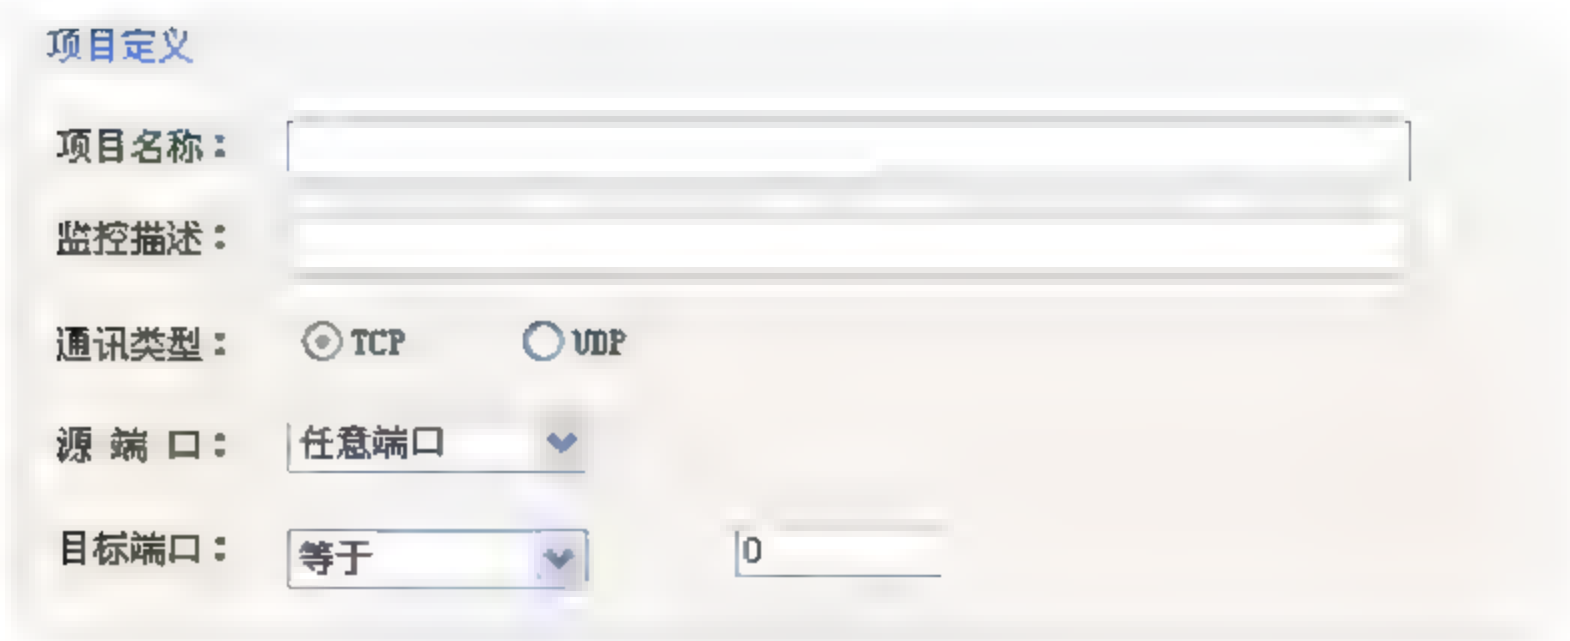 项目定义
项目名称：
监控描述：
通讯类型： TCP UDP
源 端 口： 任意端口
目标端口： 等于 0